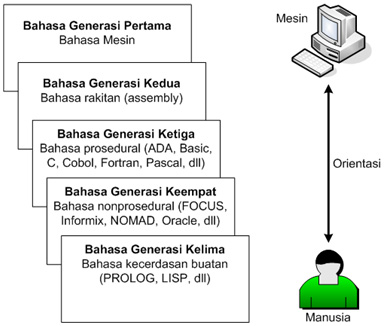 Bahasa Generasi Pertama
Bahasa Mesin
Bahasa Generasi Kedua
Bahasa rakitan (assembly)
Bahasa Generasi Ketiga
Bahasa prosedural (ADA, Basic,
C, Cobol, Fortran, Pascal, dll)
Bahasa Generasi Keempat
Bahasa nonprosedural (FOCUS,
Informix, NOMAD, Oracle, dll)
Bahasa Generasi Kelima
Bahasa kecerdasan buatan
(PROLOG, LISP, dll)
Mesin
Orientasi
Manusia